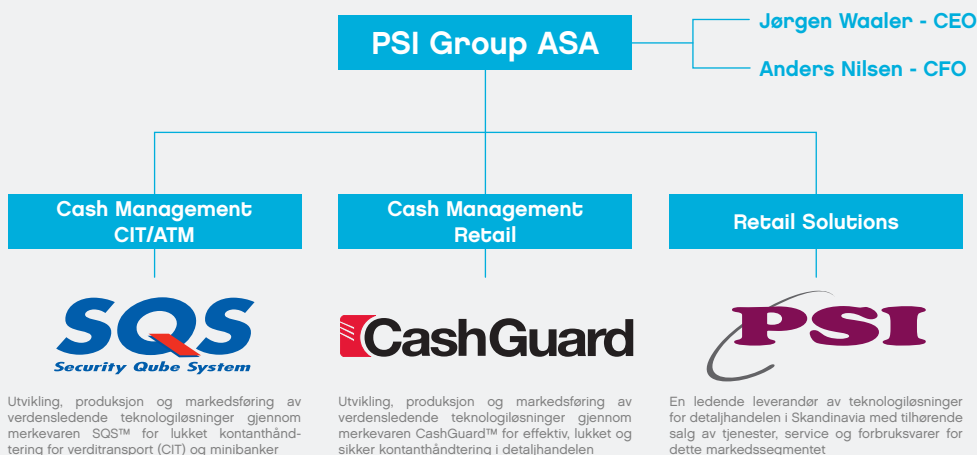 PSI Group ASA
Jørgen Waaler - CEO
Anders Nilsen - CFO
Cash Management
CIT/ATM
Cash Management
Retail
Retail Solutions
SQS
Security Qube System
CashGuard
PSI
Utvikling, produksjon og markedsføring av
verdensledende teknologiløsninger gjennom
merkevaren SQS™ for lukket kontanthånd-
tering for verditransport (CIT) og minibanker
Utvikling, produksjon og markedsføring av
verdensledende teknologiløsninger gjennom
merkevaren CashGuard™ for effektiv, lukket og
sikker kontanthåndtering i detaljhandelen
En ledende leverandør av teknologiløsninger
for detaljhandelen i Skandinavia med tilhørende
salg av tjenester, service og forbruksvarer for
dette markedssegmentet